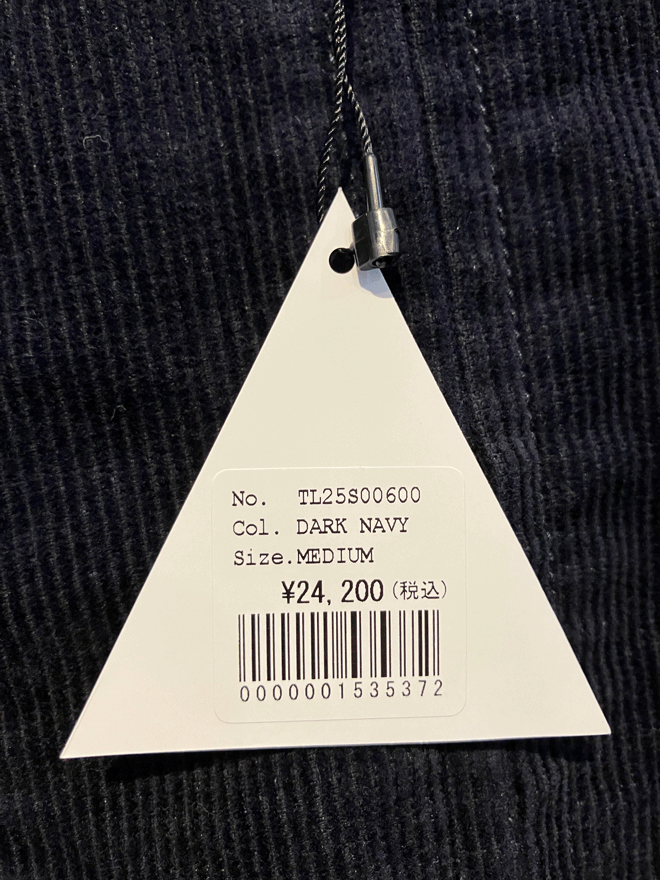 No. TL25S00600
Col. DARK NAVY
Size.MEDIUM
¥24,200(税込)
0000001535372